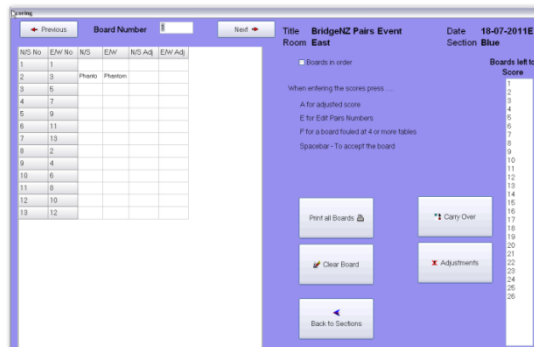 Scoring
Previous Board Number Next
Title BridgeNZ Pairs Event Date 18-07-2011E
Room East Section Blue
N/S No E/W No N/S E/W N/S Adj E/W Adj
1 1
2 3 Phanto Phantom
3 5
4 7
5 9
6 11
7 13
8 2
9 4
10 6
11 8
12 10
13 12
Boards in order
When entering the scores press ....
A for adjusted score
E for Edit Pairs Numbers
F for a board fouled at 4 or more tables
Spacebar - To accept the board
Print all Boards
Carry Over
Clear Board
Adjustments
Back to Sections
Boards left to
Score
1
2
3
4
5
6
7
8
9
10
11
12
13
14
15
16
17
18
19
20
21
22
23
24
25
26